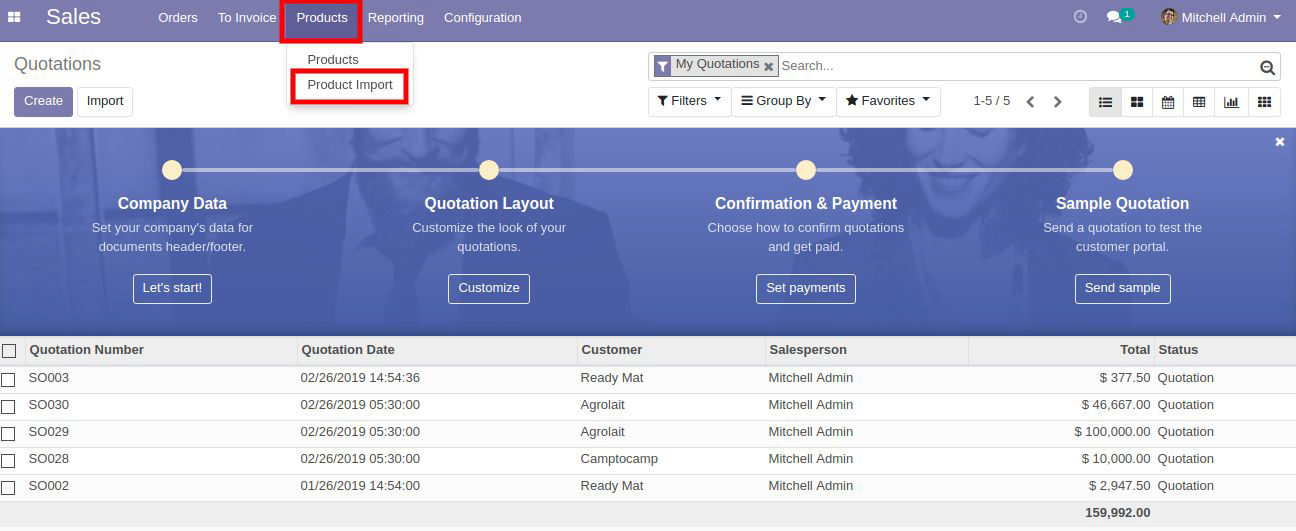 Sales Orders To Invoice Products Reporting Configuration 1 Mitchell Admin
Products
Product Import
Quotations
My Quotations Search...
Create Import
Filters Group By Favorites 1-5 / 5
Company Data
Set your company's data for
documents header/footer.
Let's start!
Quotation Layout
Customize the look of your
quotations.
Customize
Confirmation & Payment
Choose how to confirm quotations
and get paid.
Set payments
Sample Quotation
Send a quotation to test the
customer portal.
Send sample
Quotation Number Quotation Date Customer Salesperson Total Status
SO003 02/26/2019 14:54:36 Ready Mat Mitchell Admin $ 377.50 Quotation
SO030 02/26/2019 05:30:00 Agrolait Mitchell Admin $ 46,667.00 Quotation
SO029 02/26/2019 05:30:00 Agrolait Mitchell Admin $ 100,000.00 Quotation
SO028 02/26/2019 05:30:00 Camptocamp Mitchell Admin $ 10,000.00 Quotation
SO002 01/26/2019 14:54:00 Ready Mat Mitchell Admin $ 2,947.50 Quotation
159,992.00